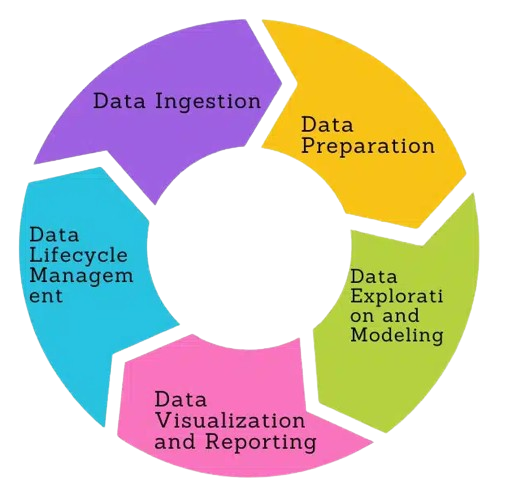 Data Ingestion
Data
Preparation
Data
Explorati
on and
Modeling
Data
Visualization
and Reporting
Data
Lifecycle
Managem
ent